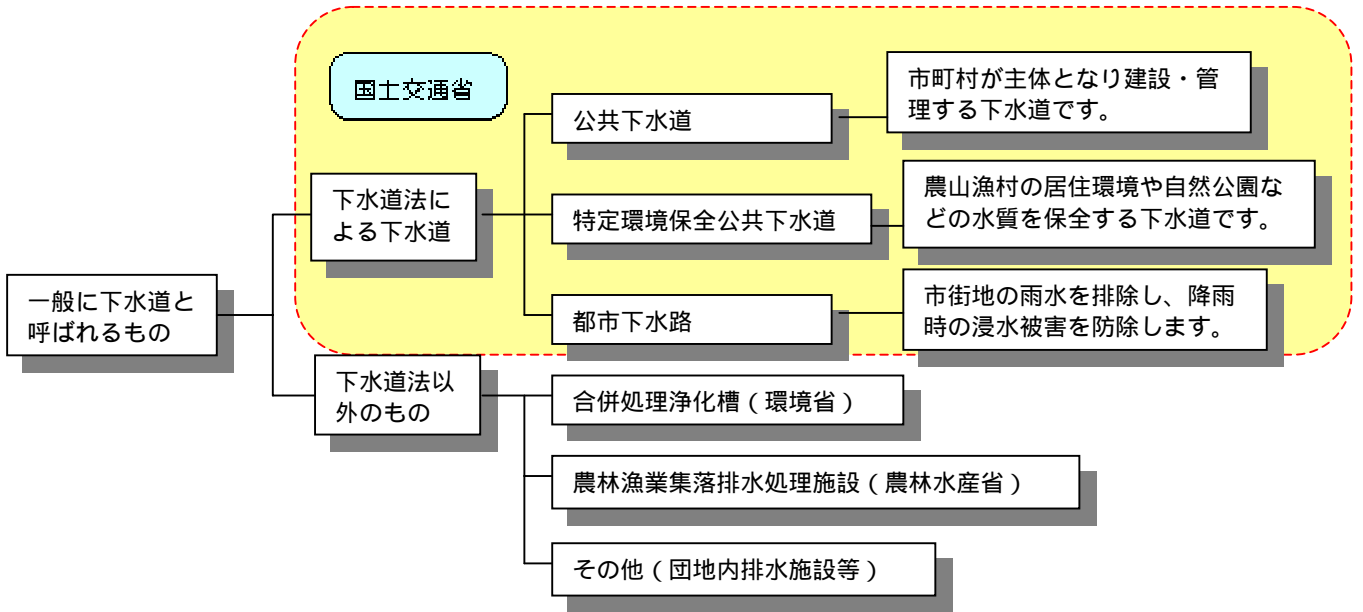 国土交通省
一般に下水道と
呼ばれるもの
下水道法に
よる下水道
公共下水道
市町村が主体となり建設・管
理する下水道です。
特定環境保全公共下水道
農山漁村の居住環境や自然公園な
どの水質を保全する下水道です。
都市下水路
市街地の雨水を排除し、降雨
時の浸水被害を防除します。
下水道法以
外のもの
合併処理浄化槽（環境省）
農林漁業集落排水処理施設（農林水産省）
その他（団地内排水施設等）